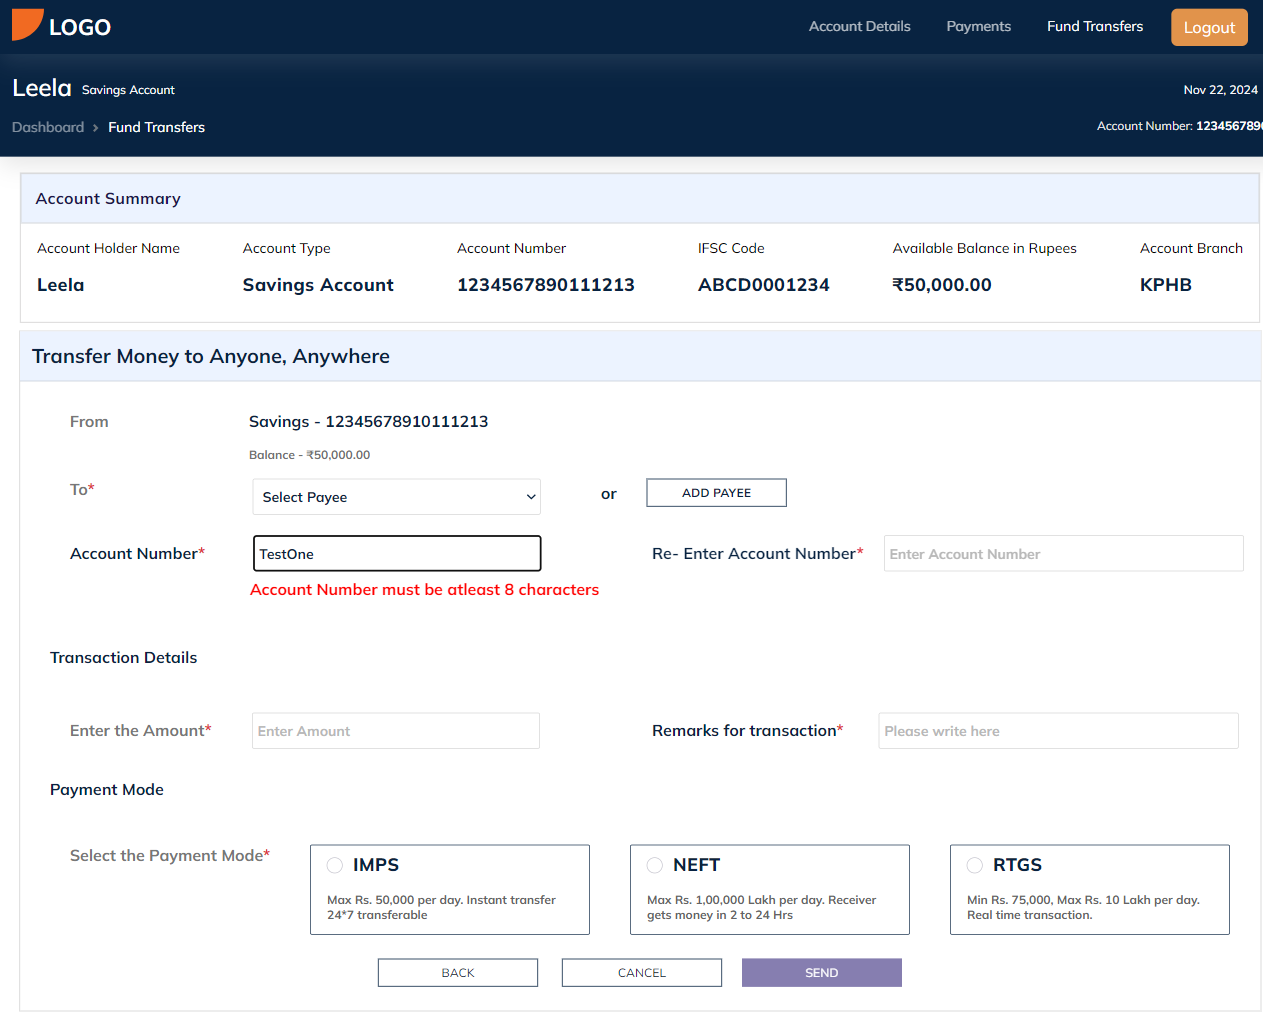 LOGO
Account Details Payments Fund Transfers Logout
Leela Savings Account
Nov 22, 2024
Dashboard > Fund Transfers
Account Number: 1234567890
Account Summary
Account Holder Name Account Type Account Number IFSC Code Available Balance in Rupees Account Branch
Leela Savings Account 1234567890111213 ABCD0001234 ₹50,000.00 KPHB
Transfer Money to Anyone, Anywhere
From Savings - 12345678910111213
Balance - ₹50,000.00
To* Select Payee or ADD PAYEE
Account Number* TestOne Re- Enter Account Number* Enter Account Number
Account Number must be atleast 8 characters
Transaction Details
Enter the Amount* Enter Amount Remarks for transaction* Please write here
Payment Mode
Select the Payment Mode* IMPS NEFT RTGS
Max Rs. 50,000 per day. Instant transfer
24*7 transferable
Max Rs. 1,00,000 Lakh per day. Receiver
gets money in 2 to 24 Hrs
Min Rs. 75,000, Max Rs. 10 Lakh per day.
Real time transaction.
BACK CANCEL SEND